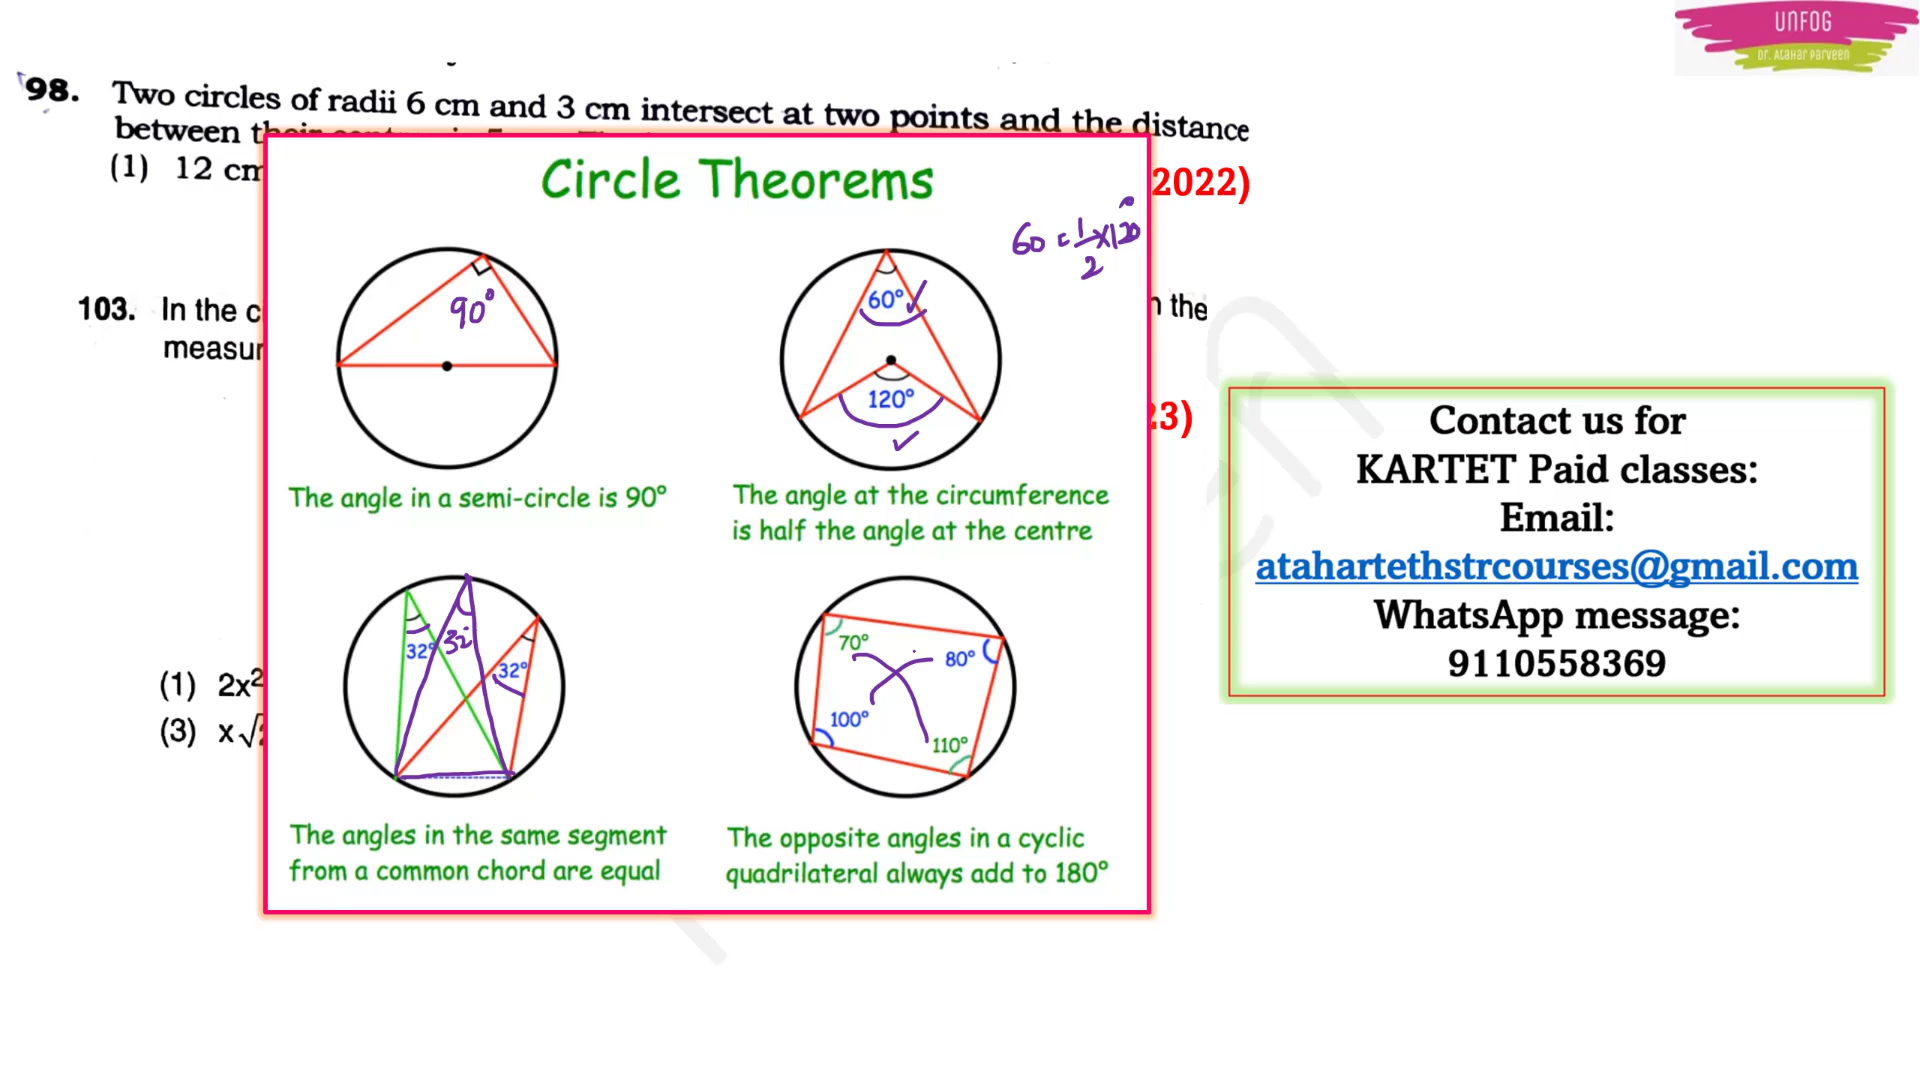 UNFOG
Dr. Atahar Parveen
98. Two circles of radii 6 cm and 3 cm intersect at two points and the distance
between
(1) 12 cm
2022)
Circle Theorems
60 = 1/2 × 120°
90°
60°
120°
The angle in a semi-circle is 90°
The angle at the circumference
is half the angle at the centre
103. In the
the
measur
23)
32° 32° 32°
70° 80°
100° 110°
(1) 2x²
(3) x√
The angles in the same segment
from a common chord are equal
The opposite angles in a cyclic
quadrilateral always add to 180°
Contact us for
KARTET Paid classes:
Email:
atahartethstrcourses@gmail.com
WhatsApp message:
9110558369